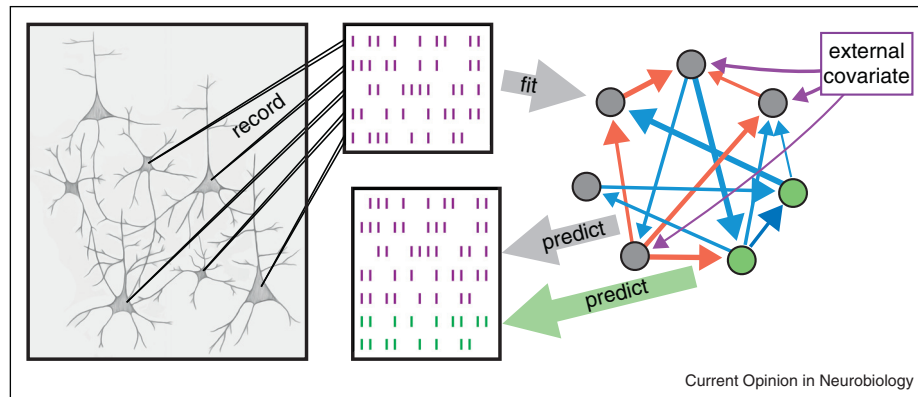 record
fit
external
covariate
predict
predict
Current Opinion in Neurobiology